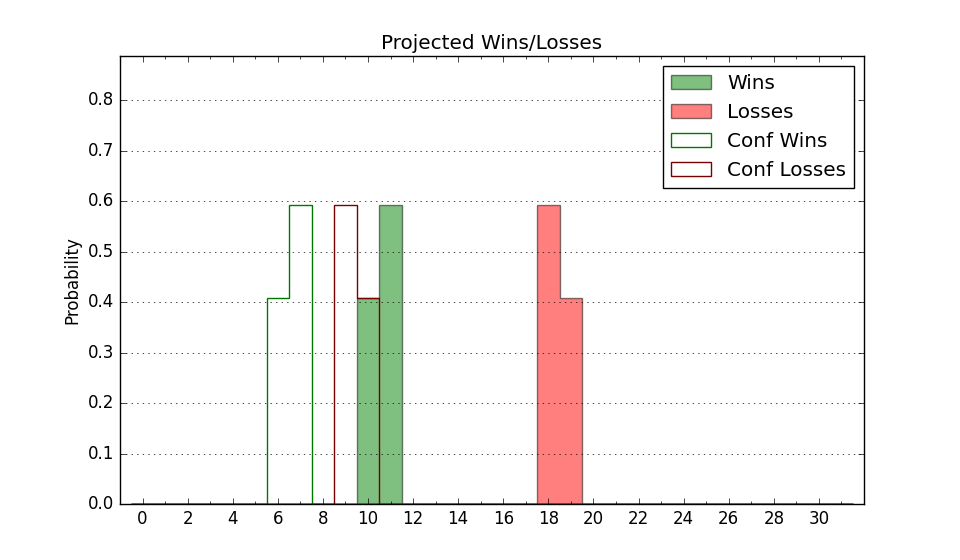 Projected Wins/Losses
Wins
Losses
Conf Wins
Conf Losses
Probability
0.8
0.7
0.6
0.5
0.4
0.3
0.2
0.1
0.0
0 2 4 6 8 10 12 14 16 18 20 22 24 26 28 30